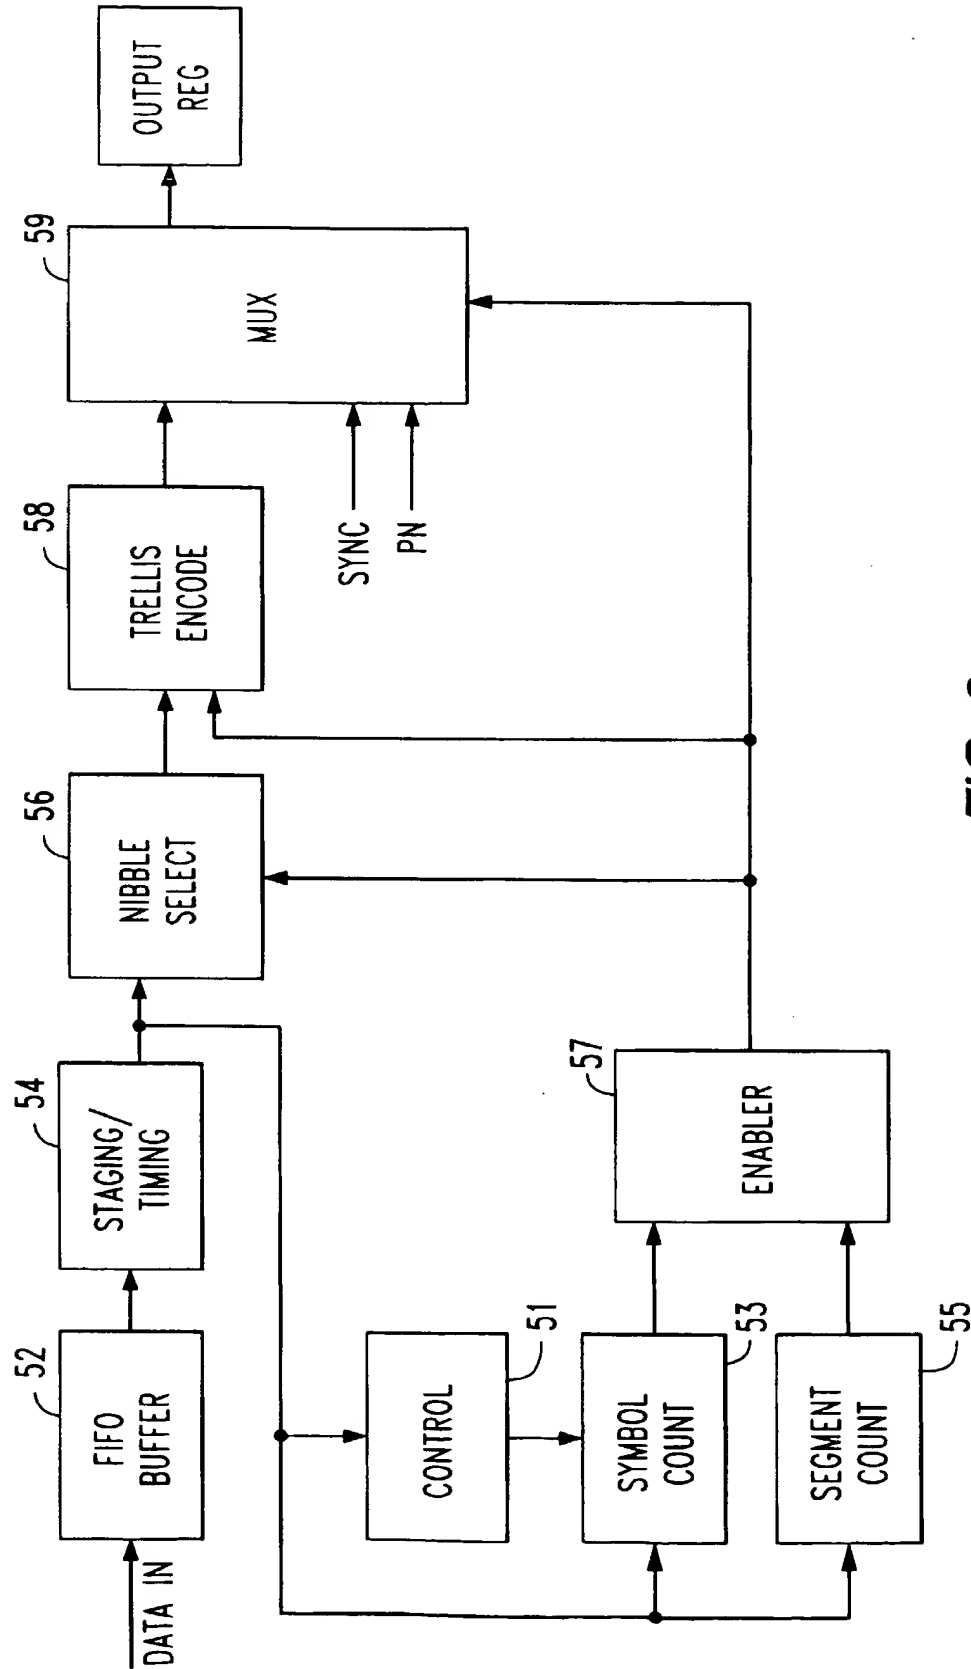 DATA IN
52
FIFO
BUFFER
54
STAGING/
TIMING
56
NIBBLE
SELECT
58
TRELLIS
ENCODE
SYNC
PN
59
MUX
OUTPUT
REG
CONTROL
51
SYMBOL
COUNT
53
SEGMENT
COUNT
55
57
ENABLER